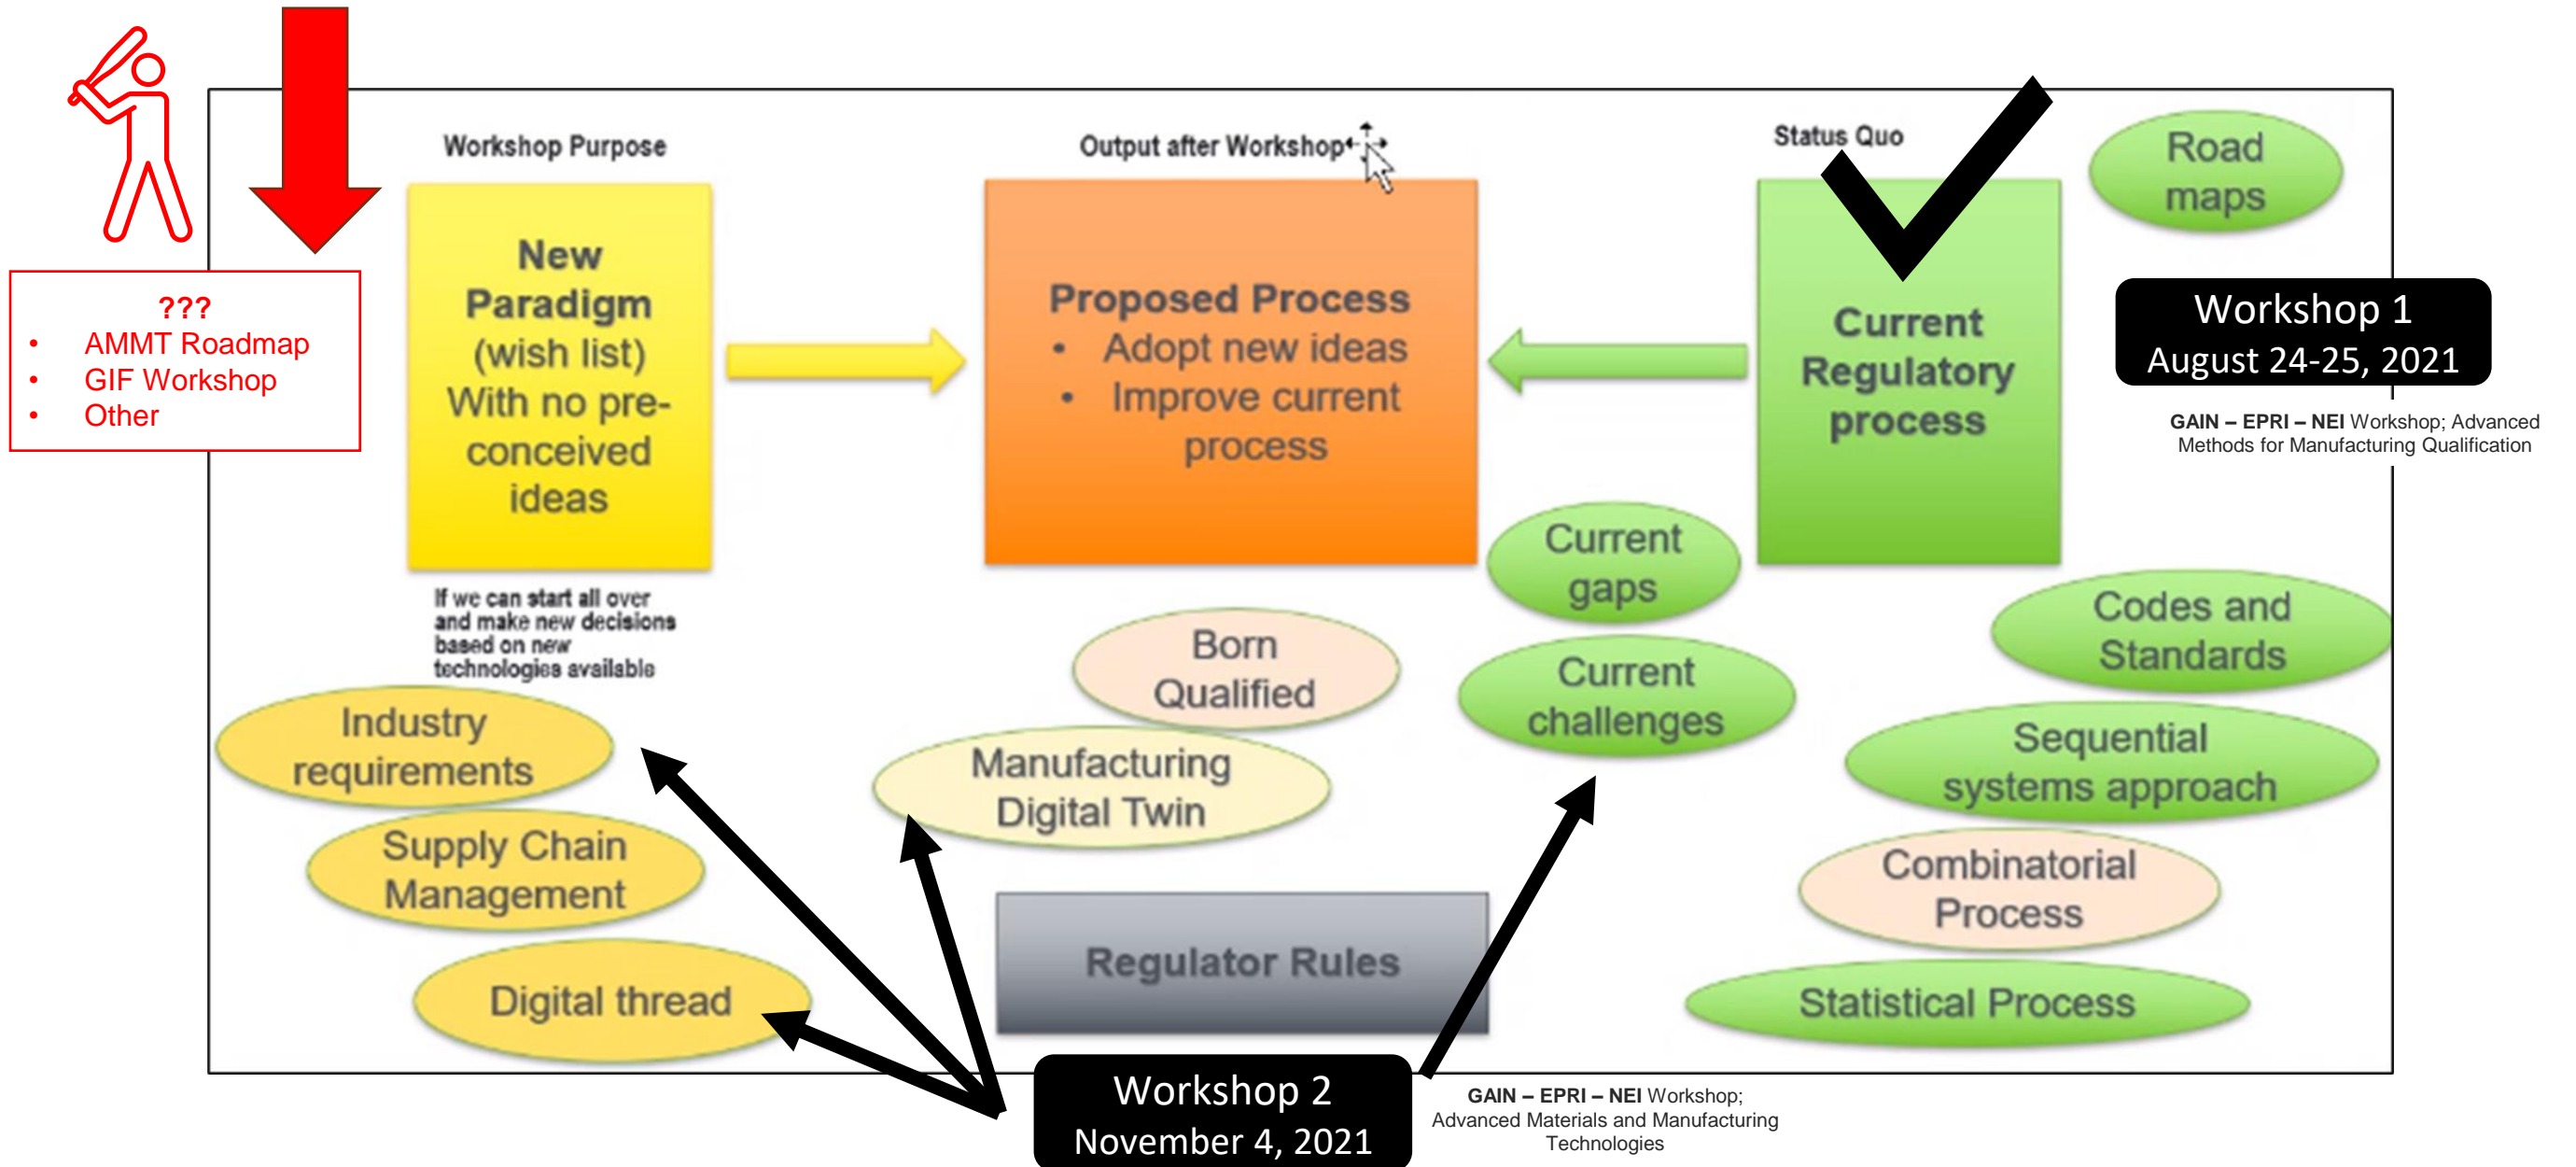 Workshop Purpose
New
Paradigm
(wish list)
With no pre-
conceived
ideas
If we can start all over
and make new decisions
based on new
technologies available
???
• AMMT Roadmap
• GIF Workshop
• Other
Output after Workshop
Proposed Process
• Adopt new ideas
• Improve current
process
Status Quo
Current
Regulatory
process
Road
maps
Workshop 1
August 24-25, 2021
GAIN – EPRI – NEI Workshop; Advanced
Methods for Manufacturing Qualification
Current
gaps
Current
challenges
Codes and
Standards
Sequential
systems approach
Combinatorial
Process
Statistical Process
Born
Qualified
Manufacturing
Digital Twin
Industry
requirements
Supply Chain
Management
Digital thread
Regulator Rules
Workshop 2
November 4, 2021
GAIN – EPRI – NEI Workshop;
Advanced Materials and Manufacturing
Technologies